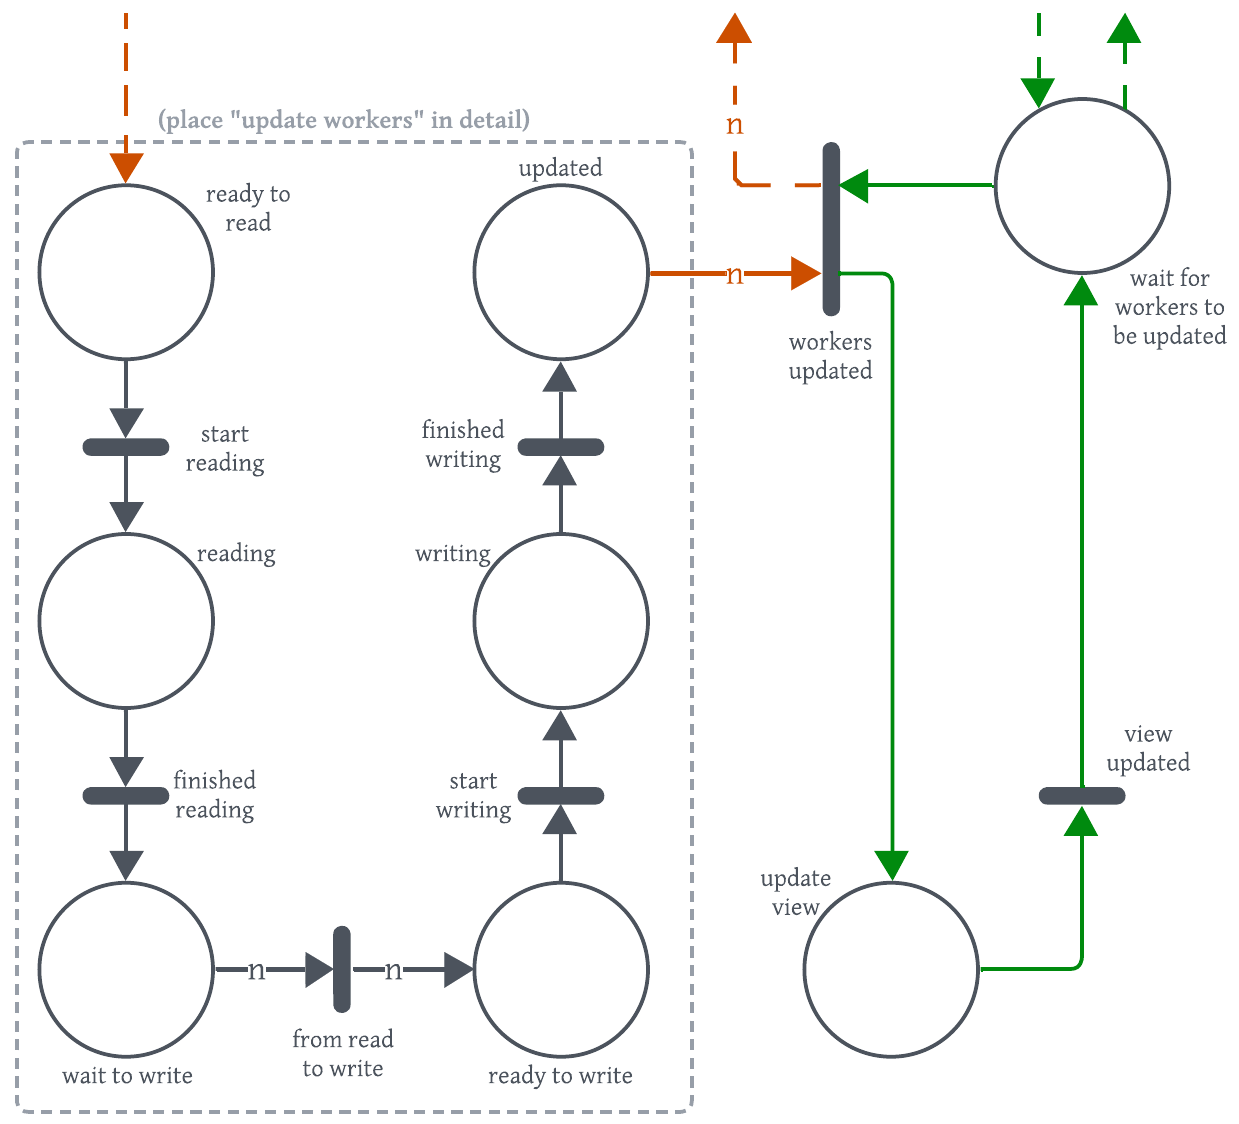 (place "update workers" in detail)
ready to
read
start
reading
reading
finished
reading
wait to write
n
n
from read
to write
ready to write
start
writing
writing
finished
writing
updated
n
n
workers
updated
wait for
workers to
be updated
view
updated
update
view